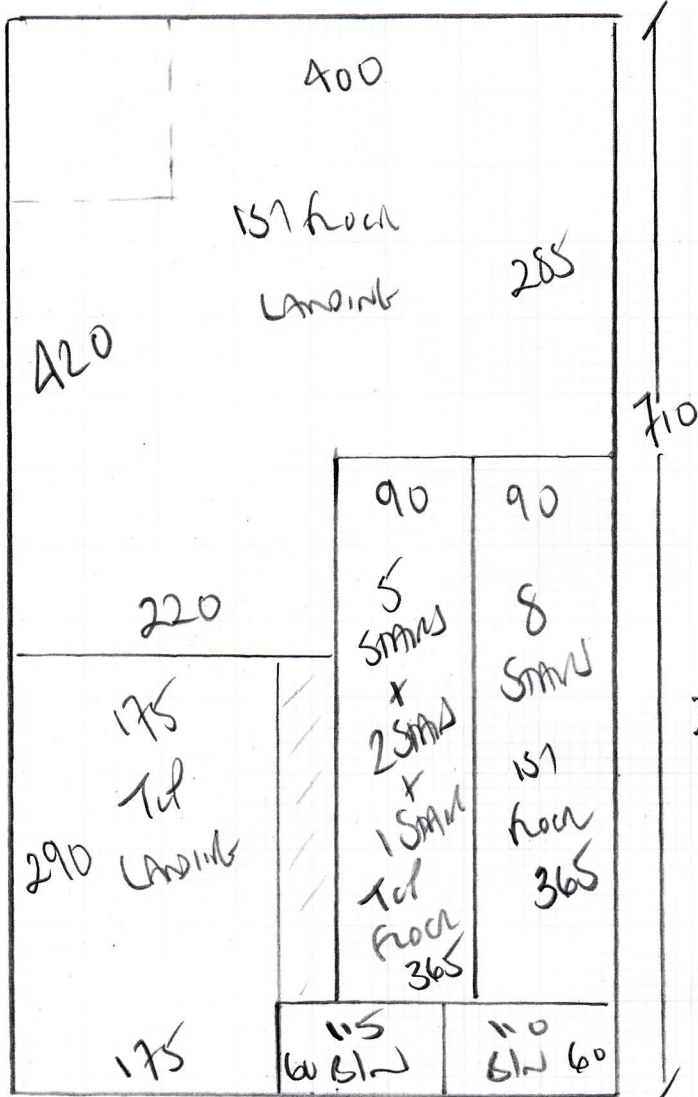 400
1ST FLOOR
LANDING
285
420
710
220
90
5
STAIRS
+
2 STAIRS
+
1 STAIR
TOP
FLOOR
365
90
8
STAIRS
1ST
FLOOR
365
175
TOP
LANDING
290
175
115
60 BIN
110
BIN 60